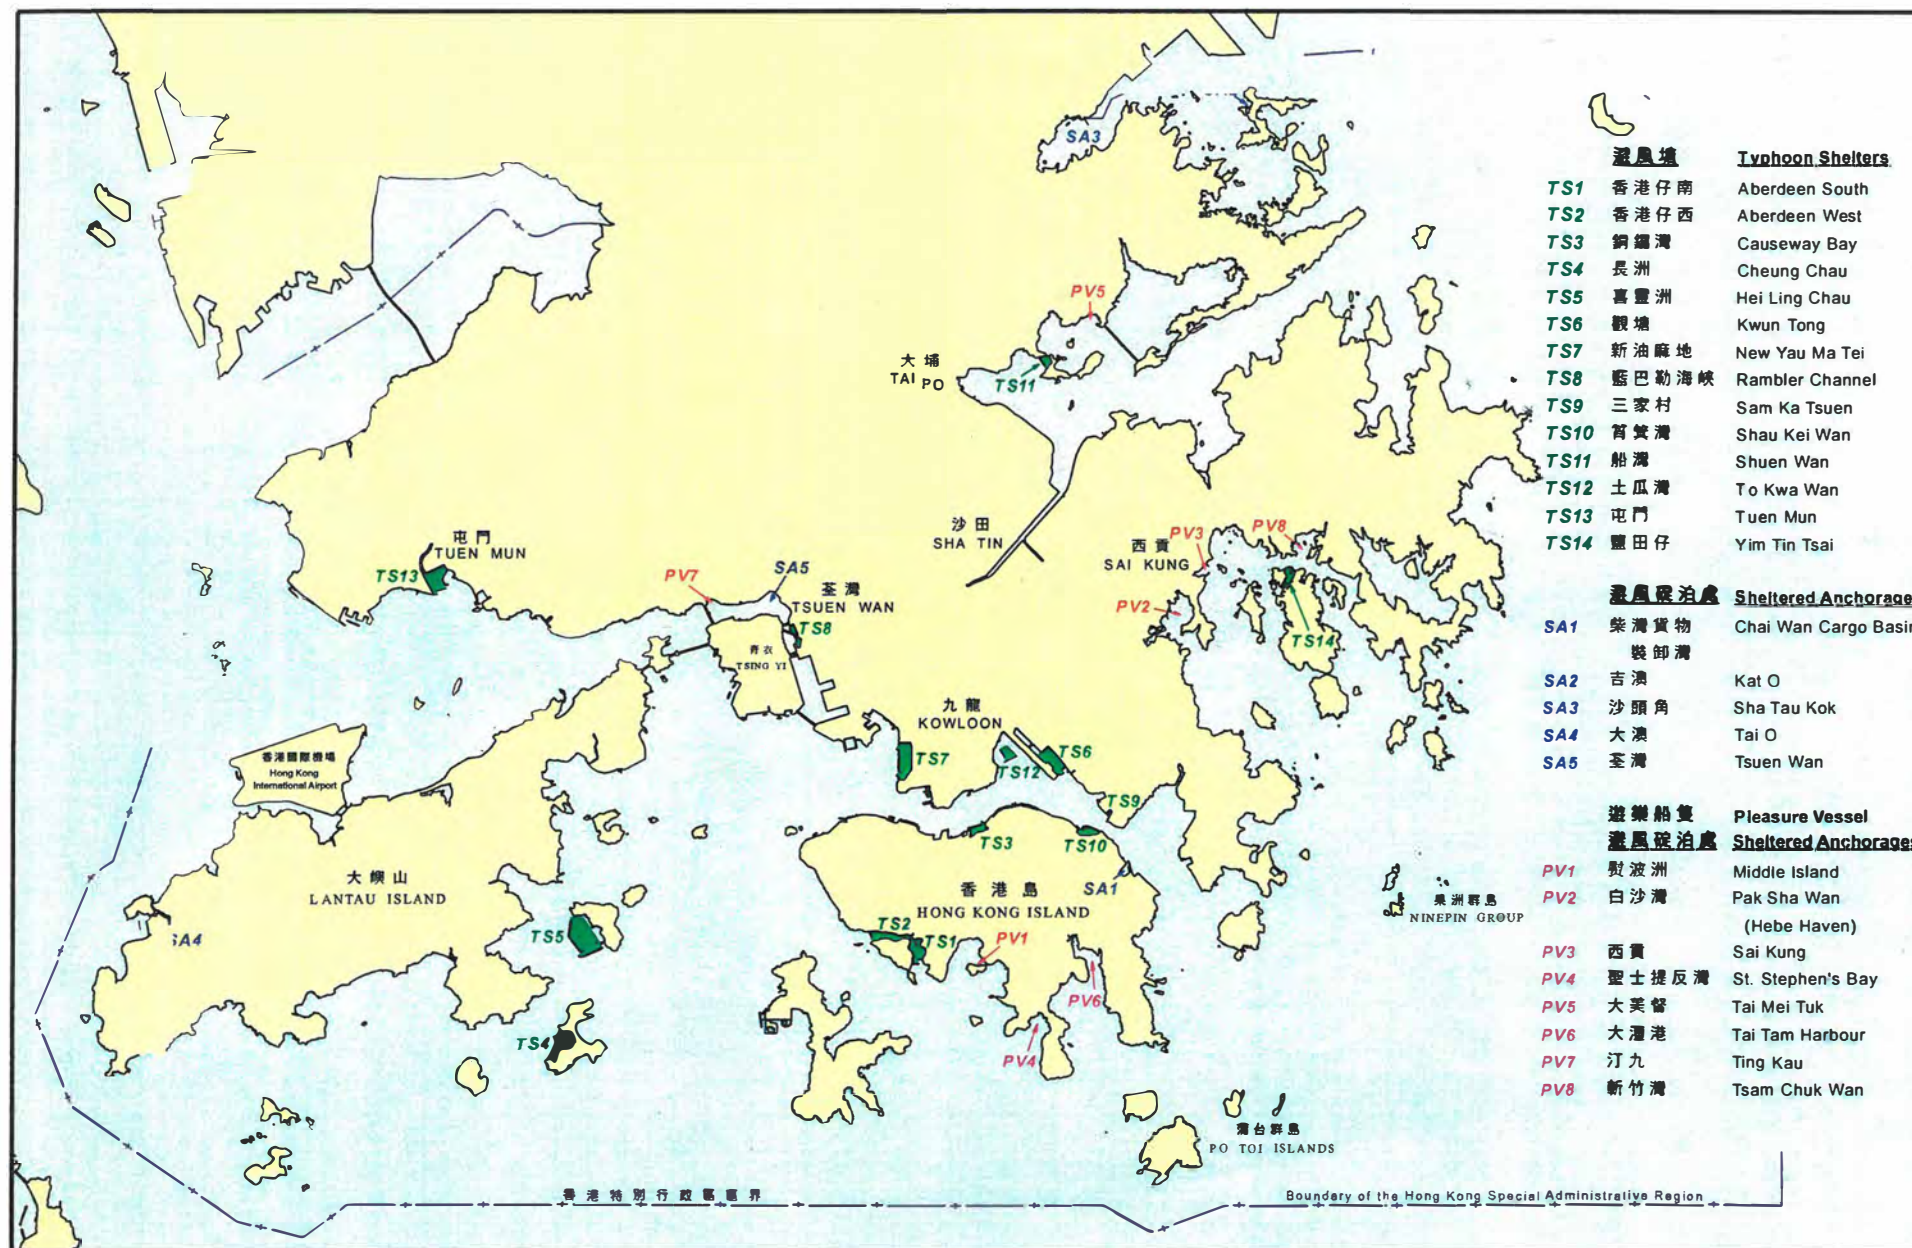 SA3
PV5
大埔
TAI PO
TS11
沙田
SHA TIN
西貢
SAI KUNG
PV3
PV8
PV2
TS14
屯門
TUEN MUN
TS13
PV7
SA5
荃灣
TSUEN WAN
TS8
青衣
TSING YI
九龍
KOWLOON
TS7
TS12
TS6
TS9
香港國際機場
Hong Kong
International Airport
TS3
TS10
SA1
大嶼山
LANTAU ISLAND
SA4
香港島
HONG KONG ISLAND
TS5
TS2
TS1
PV1
PV6
PV4
TS4
果洲群島
NINEPIN GROUP
蒲台群島
PO TOI ISLANDS
香港特別行政區區界
Boundary of the Hong Kong Special Administrative Region
避風塘 Typhoon Shelters
TS1 香港仔南 Aberdeen South
TS2 香港仔西 Aberdeen West
TS3 銅鑼灣 Causeway Bay
TS4 長洲 Cheung Chau
TS5 喜靈洲 Hei Ling Chau
TS6 觀塘 Kwun Tong
TS7 新油麻地 New Yau Ma Tei
TS8 藍巴勒海峽 Rambler Channel
TS9 三家村 Sam Ka Tsuen
TS10 筲箕灣 Shau Kei Wan
TS11 船灣 Shuen Wan
TS12 土瓜灣 To Kwa Wan
TS13 屯門 Tuen Mun
TS14 鹽田仔 Yim Tin Tsai
避風碇泊處 Sheltered Anchorage
SA1 柴灣貨物 Chai Wan Cargo Basin
裝卸灣
SA2 吉澳 Kat O
SA3 沙頭角 Sha Tau Kok
SA4 大澳 Tai O
SA5 荃灣 Tsuen Wan
遊樂船隻 Pleasure Vessel
避風碇泊處 Sheltered Anchorages
PV1 熨波洲 Middle Island
PV2 白沙灣 Pak Sha Wan
(Hebe Haven)
PV3 西貢 Sai Kung
PV4 聖士提反灣 St. Stephen's Bay
PV5 大美督 Tai Mei Tuk
PV6 大潭港 Tai Tam Harbour
PV7 汀九 Ting Kau
PV8 斬竹灣 Tsam Chuk Wan